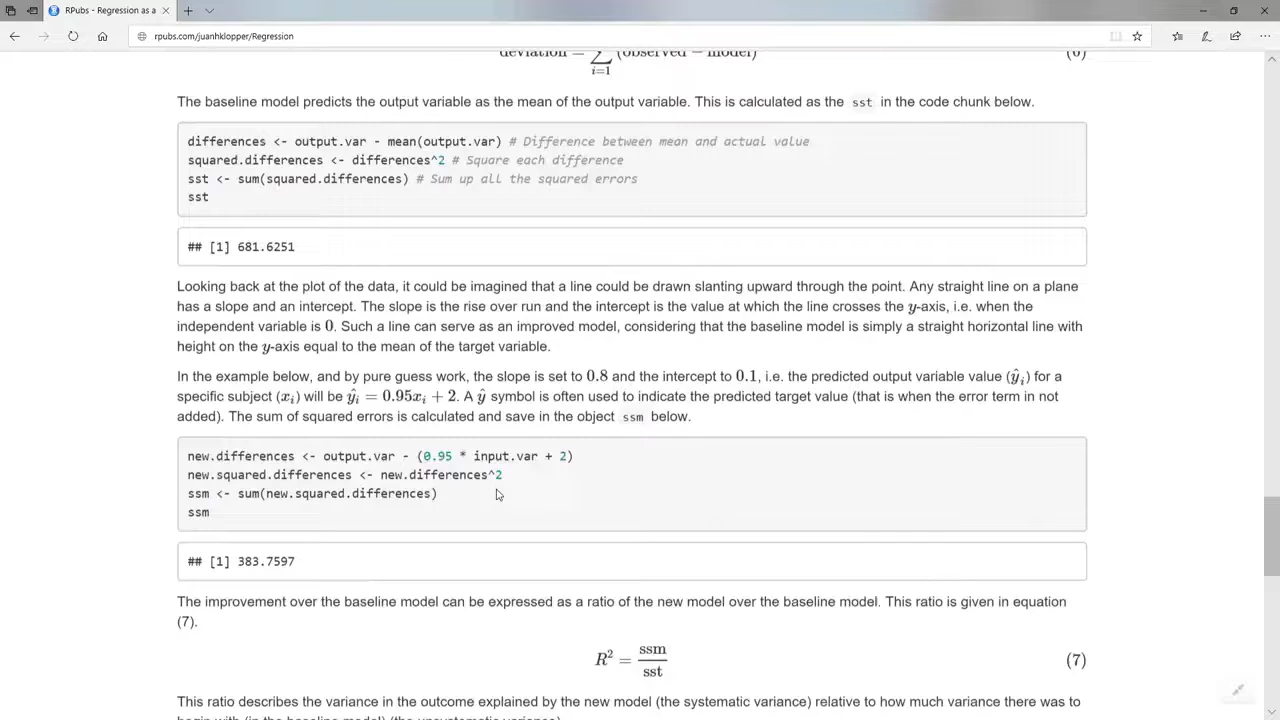 RPubs - Regression as a
rpubs.com/juanhklopper/Regression
deviation = ∑ (observed − model) (6)
i=1
The baseline model predicts the output variable as the mean of the output variable. This is calculated as the sst in the code chunk below.
differences <- output.var - mean(output.var) # Difference between mean and actual value
squared.differences <- differences^2 # Square each difference
sst <- sum(squared.differences) # Sum up all the squared errors
sst
## [1] 681.6251
Looking back at the plot of the data, it could be imagined that a line could be drawn slanting upward through the point. Any straight line on a plane
has a slope and an intercept. The slope is the rise over run and the intercept is the value at which the line crosses the y-axis, i.e. when the
independent variable is 0. Such a line can serve as an improved model, considering that the baseline model is simply a straight horizontal line with
height on the y-axis equal to the mean of the target variable.
In the example below, and by pure guess work, the slope is set to 0.8 and the intercept to 0.1, i.e. the predicted output variable value (ŷᵢ) for a
specific subject (xᵢ) will be ŷᵢ = 0.95xᵢ + 2. A ŷ symbol is often used to indicate the predicted target value (that is when the error term in not
added). The sum of squared errors is calculated and save in the object ssm below.
new.differences <- output.var - (0.95 * input.var + 2)
new.squared.differences <- new.differences^2
ssm <- sum(new.squared.differences)
ssm
## [1] 383.7597
The improvement over the baseline model can be expressed as a ratio of the new model over the baseline model. This ratio is given in equation
(7).
R² = ssm/sst (7)
This ratio describes the variance in the outcome explained by the new model (the systematic variance) relative to how much variance there was to
begin with (in the baseline model) (the unsystematic variance).